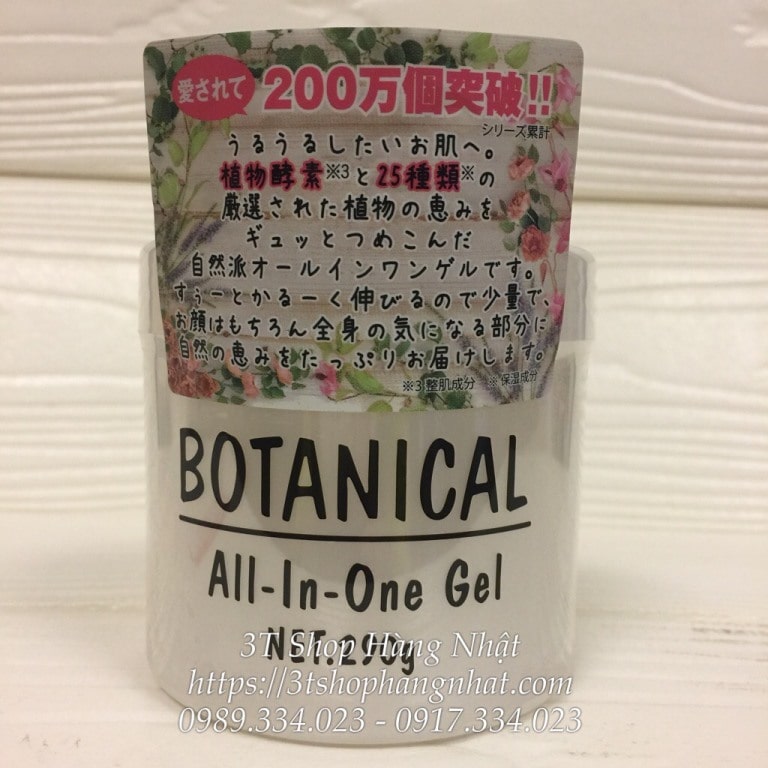 愛されて 200万個突破!!
シリーズ累計
うるうるしたいお肌へ。
植物酵素※3と25種類※の
厳選された植物の恵みを
ギュッとつめこんだ
自然派オールインワンゲルです。
すぅーとかるーく伸びるので少量で、
お顔はもちろん全身の気になる部分に
自然の恵みをたっぷりお届けします。
※3 整肌成分 ※保湿成分
BOTANICAL
All-In-One Gel
NET.290g
3T Shop Hàng Nhật
https://3tshophangnhat.com
0989.334.023 - 0917.334.023